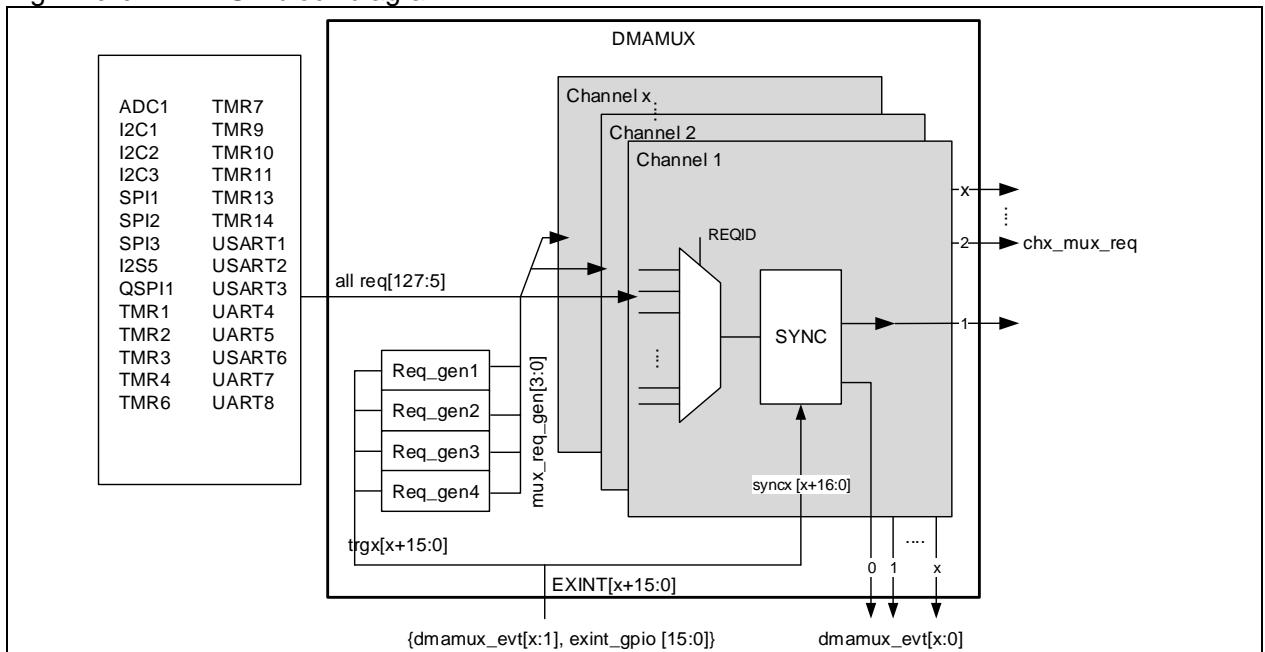 DMAMUX
ADC1 TMR7
I2C1 TMR9
I2C2 TMR10
I2C3 TMR11
SPI1 TMR13
SPI2 TMR14
SPI3 USART1
I2S5 USART2
QSPI1 USART3
TMR1 UART4
TMR2 UART5
TMR3 USART6
TMR4 UART7
TMR6 UART8
all req[127:5]
Req_gen1
Req_gen2
Req_gen3
Req_gen4
mux_req_gen[3:0]
trgx[x+15:0]
Channel x
Channel 2
Channel 1
REQID
SYNC
syncx [x+16:0]
x
2 chx_mux_req
1
0 1 x
EXINT[x+15:0]
{dmamux_evt[x:1], exint_gpio [15:0]}
dmamux_evt[x:0]